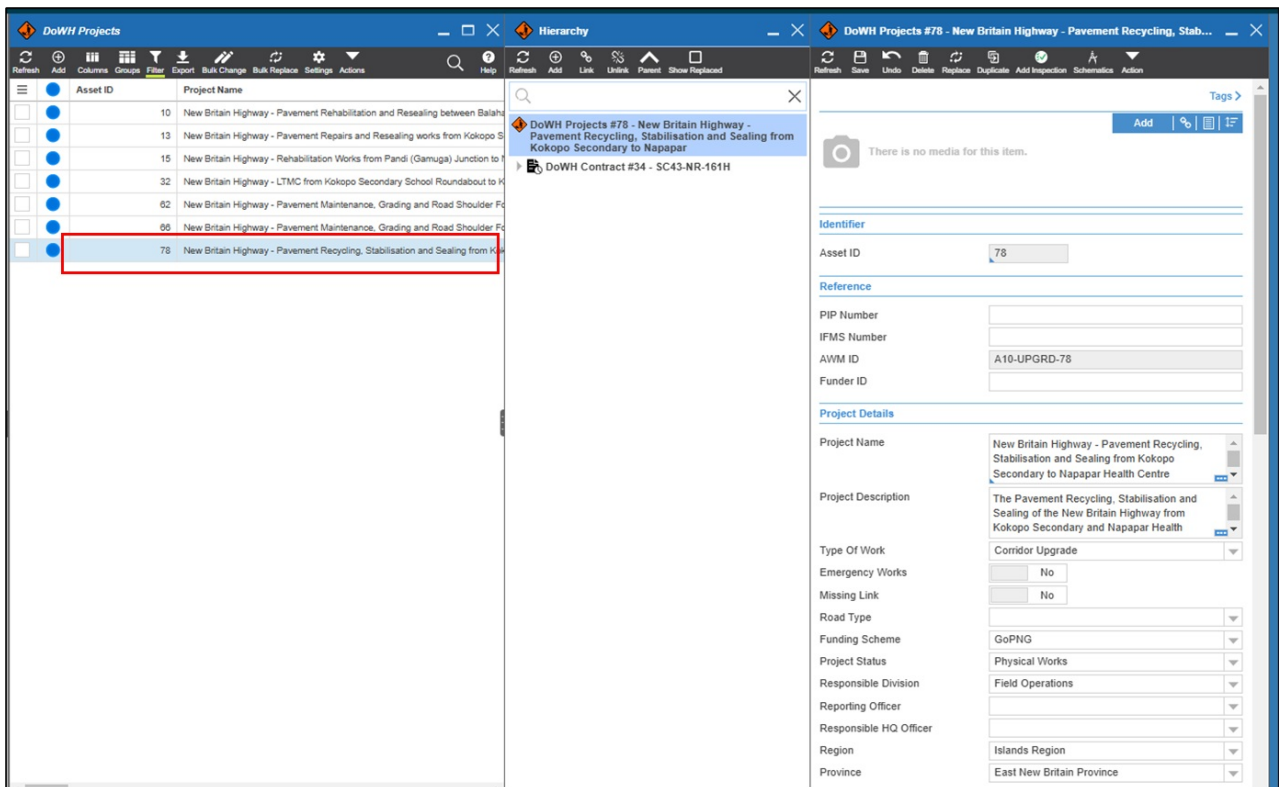 DoWH Projects
Refresh Add Columns Groups Filter Export Bulk Change Bulk Replace Settings Actions Help
Asset ID Project Name
10 New Britain Highway - Pavement Rehabilitation and Resealing between
13 New Britain Highway - Pavement Repairs and Resealing works from Kokopo
15 New Britain Highway - Rehabilitation Works from Pandi (Gamuga) Junction to
32 New Britain Highway - LTMC from Kokopo Secondary School Roundabout to
62 New Britain Highway - Pavement Maintenance, Grading and Road Shoulder
66 New Britain Highway - Pavement Maintenance, Grading and Road Shoulder
78 New Britain Highway - Pavement Recycling, Stabilisation and Sealing from
Hierarchy
Refresh Add Link Unlink Parent Show Replaced
DoWH Projects #78 - New Britain Highway -
Pavement Recycling, Stabilisation and Sealing from
Kokopo Secondary to Napapar
DoWH Contract #34 - SC43-NR-161H
DoWH Projects #78 - New Britain Highway - Pavement Recycling, Stab...
Refresh Save Undo Delete Replace Duplicate Add Inspection Schematics Action
Tags
Add
There is no media for this item.
Identifier
Asset ID 78
Reference
PIP Number
IFMS Number
AWM ID A10-UPGRD-78
Funder ID
Project Details
Project Name New Britain Highway - Pavement Recycling,
Stabilisation and Sealing from Kokopo
Secondary to Napapar Health Centre
Project Description The Pavement Recycling, Stabilisation and
Sealing of the New Britain Highway from
Kokopo Secondary and Napapar Health
Type Of Work Corridor Upgrade
Emergency Works No
Missing Link No
Road Type
Funding Scheme GoPNG
Project Status Physical Works
Responsible Division Field Operations
Reporting Officer
Responsible HQ Officer
Region Islands Region
Province East New Britain Province